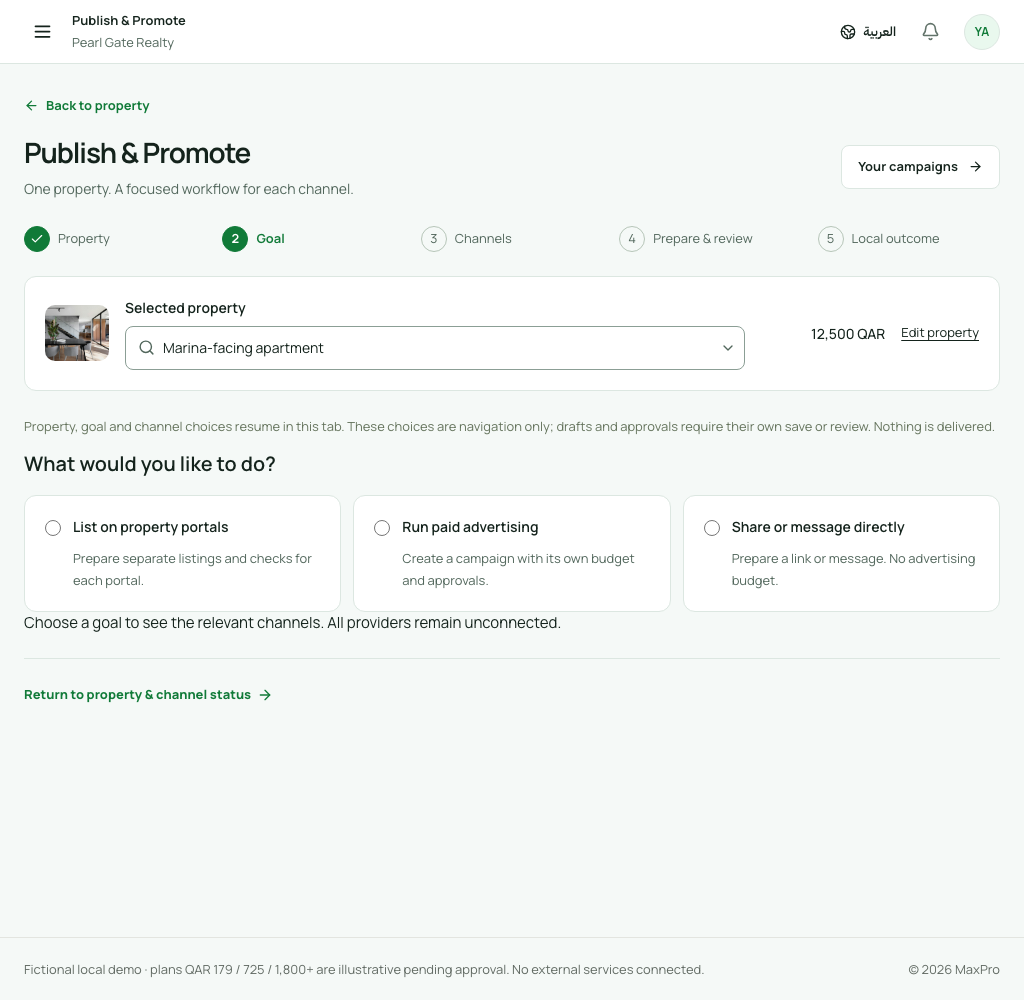 Publish & Promote
Pearl Gate Realty
العربية
YA
Back to property
Publish & Promote
One property. A focused workflow for each channel.
Your campaigns
Property
2 Goal
3 Channels
4 Prepare & review
5 Local outcome
Selected property
Marina-facing apartment
12,500 QAR
Edit property
Property, goal and channel choices resume in this tab. These choices are navigation only; drafts and approvals require their own save or review. Nothing is delivered.
What would you like to do?
List on property portals
Prepare separate listings and checks for
each portal.
Run paid advertising
Create a campaign with its own budget
and approvals.
Share or message directly
Prepare a link or message. No advertising
budget.
Choose a goal to see the relevant channels. All providers remain unconnected.
Return to property & channel status
Fictional local demo · plans QAR 179 / 725 / 1,800+ are illustrative pending approval. No external services connected.
© 2026 MaxPro